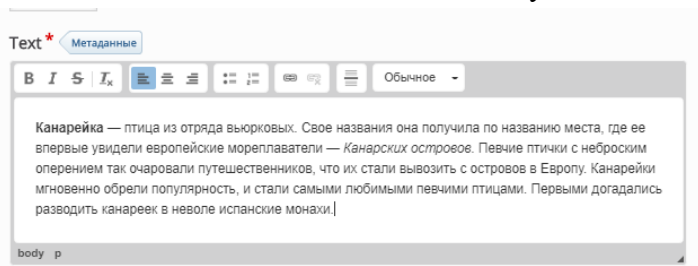 Text * Метаданные
B I S Ix Обычное
Канарейка — птица из отряда вьюрковых. Свое названия она получила по названию места, где ее
впервые увидели европейские мореплаватели — Канарских островов. Певчие птички с неброским
оперением так очаровали путешественников, что их стали вывозить с островов в Европу. Канарейки
мгновенно обрели популярность, и стали самыми любимыми певчими птицами. Первыми догадались
разводить канареек в неволе испанские монахи.
body p